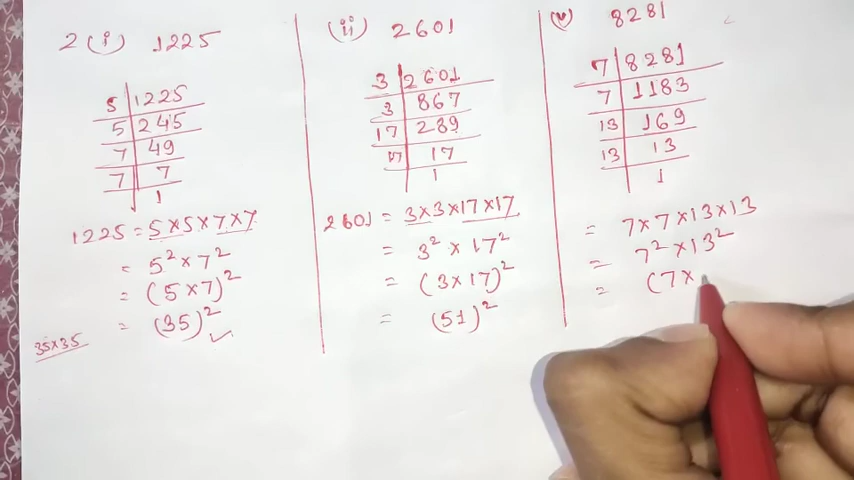 2 (i) 1225
5 | 1225
5 | 245
7 | 49
7 | 7
1
1225 = 5×5×7×7
= 5² × 7²
= (5×7)²
= (35)² ✓
35×35
(ii) 2601
3 | 2601
3 | 867
17 | 289
17 | 17
1
2601 = 3×3×17×17
= 3² × 17²
= (3×17)²
= (51)²
(v) 8281
7 | 8281
7 | 1183
13 | 169
13 | 13
1
= 7×7×13×13
= 7² × 13²
= (7×